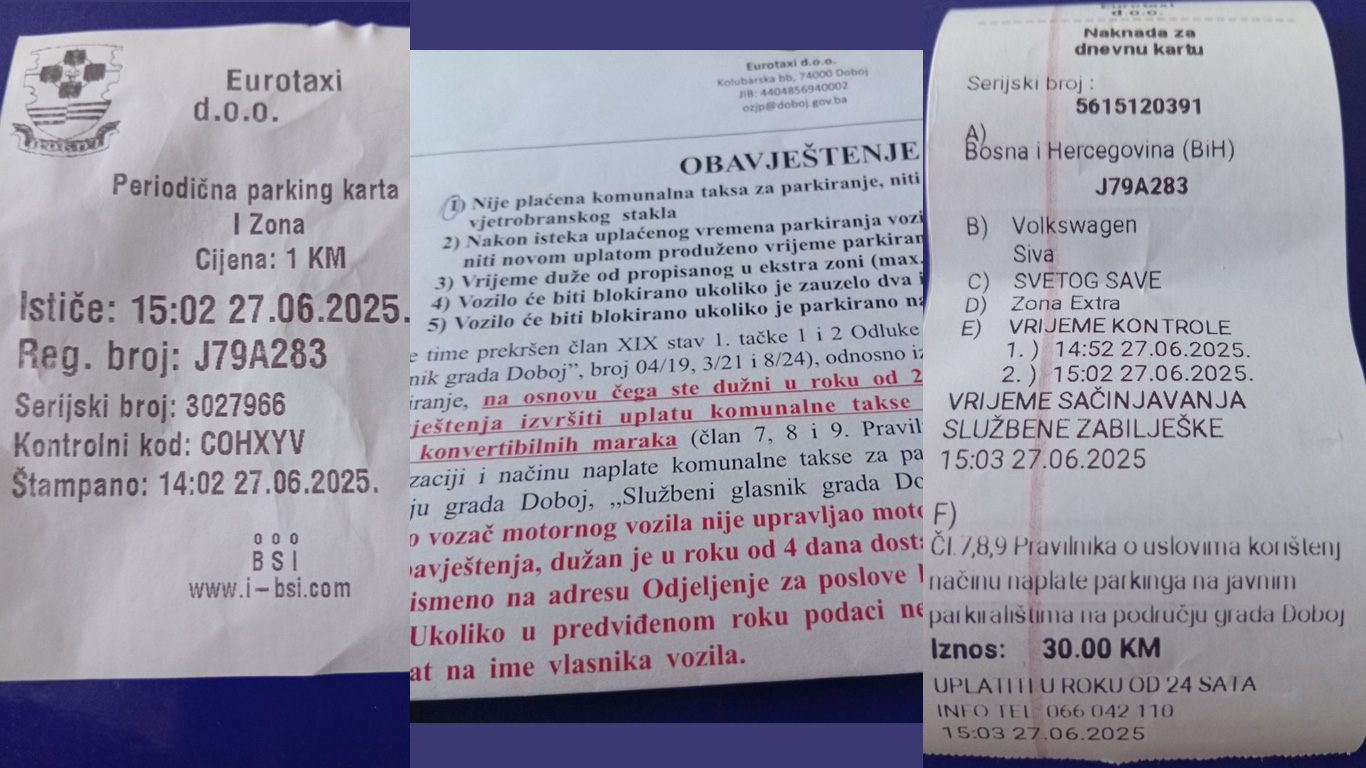 Eurotaxi
d.o.o.
Periodična parking karta
I Zona
Cijena: 1 KM
Ističe: 15:02 27.06.2025.
Reg. broj: J79A283
Serijski broj: 3027966
Kontrolni kod: COHXYV
Štampano: 14:02 27.06.2025.
BSI
www.i-bsi.com
Eurotaxi d.o.o.
Kolubarska bb, 74000 Doboj
JIB: 4404856940002
ozjp@doboj.gov.ba
OBAVJEŠTENJE
1) Nije plaćena komunalna taksa za parkiranje, niti
vjetrobranskog stakla
2) Nakon isteka uplaćenog vremena parkiranja vozi
niti novom uplatom produženo vrijeme parkiran
3) Vrijeme duže od propisanog u ekstra zoni (max.
4) Vozilo će biti blokirano ukoliko je zauzelo dva i
5) Vozilo će biti blokirano ukoliko je parkirano na
e time prekršen član XIX stav 1. tačke 1 i 2 Odluke
nik grada Doboj”, broj 04/19, 3/21 i 8/24), odnosno iz
iranje, na osnovu čega ste dužni u roku od 2
ještenja izvršiti uplatu komunalne takse
konvertibilnih maraka (član 7, 8 i 9. Pravil
zaciji i načinu naplate komunalne takse za pa
ju grada Doboj, „Službeni glasnik grada Do
o vozač motornog vozila nije upravljao moto
avještenja, dužan je u roku od 4 dana dosta
ismeno na adresu Odjeljenje za poslove
Ukoliko u predviđenom roku podaci ne
at na ime vlasnika vozila.
d.o.o.
Naknada za
dnevnu kartu
Serijski broj :
5615120391
A)
Bosna i Hercegovina (BiH)
J79A283
B) Volkswagen
Siva
C) SVETOG SAVE
D) Zona Extra
E) VRIJEME KONTROLE
1. ) 14:52 27.06.2025.
2. ) 15:02 27.06.2025.
VRIJEME SAČINJAVANJA
SLUŽBENE ZABILJEŠKE
15:03 27.06.2025
F)
Čl.7,8,9 Pravilnika o uslovima korištenj
načinu naplate parkinga na javnim
parkiralištima na području grada Doboj
Iznos: 30.00 KM
UPLATITI U ROKU OD 24 SATA
INFO TEL 066 042 110
15:03 27.06.2025